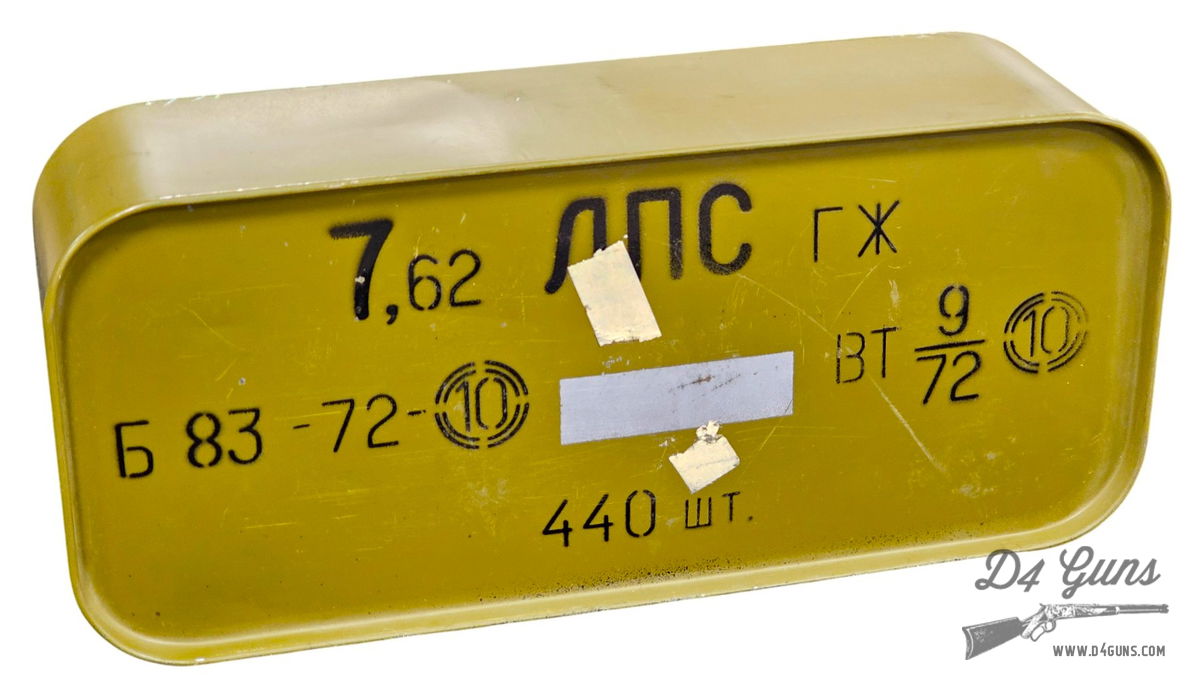 7,62 ЛПС ГЖ
Б 83-72-10
ВТ 9/72 10
440 шт.
D4 Guns
WWW.D4GUNS.COM